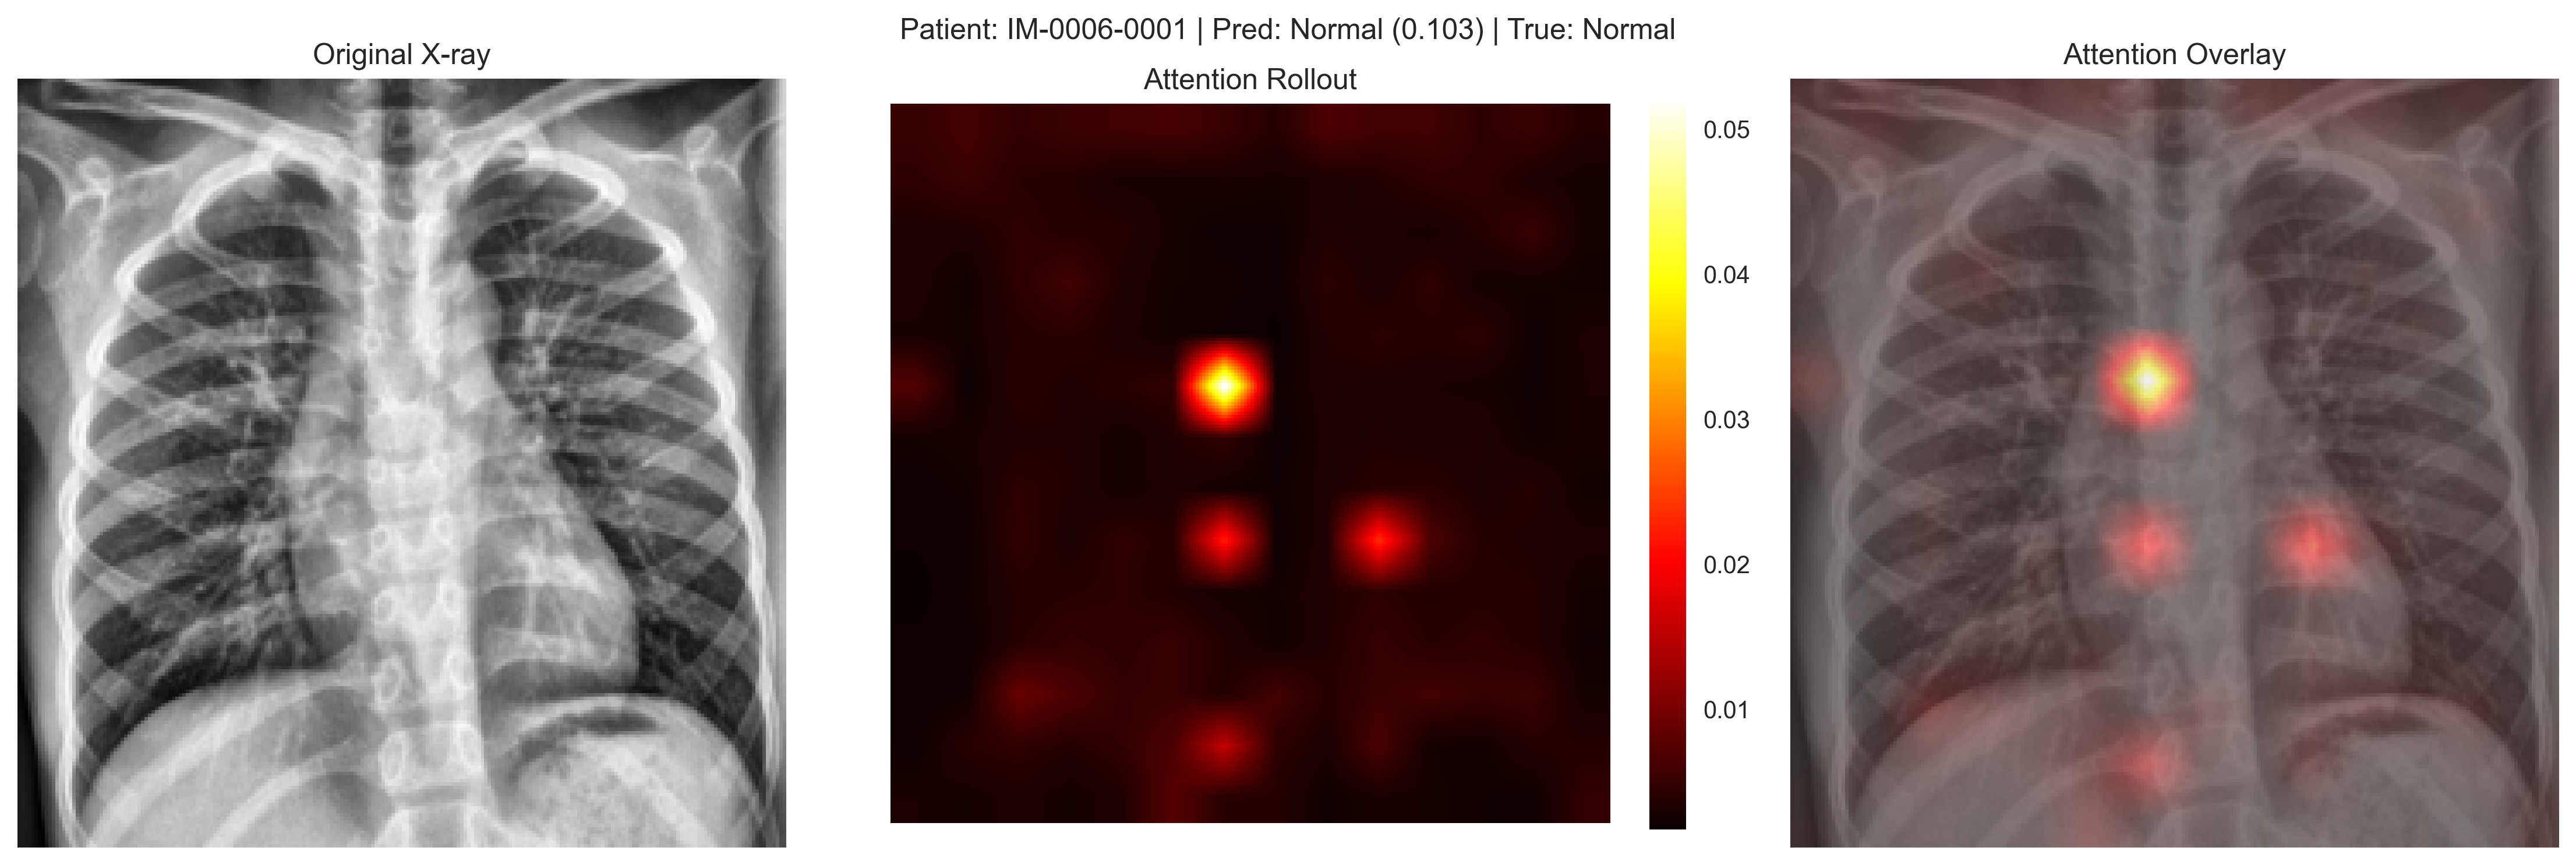 Patient: IM-0006-0001 | Pred: Normal (0.103) | True: Normal
Original X-ray
Attention Rollout
Attention Overlay
0.05
0.04
0.03
0.02
0.01